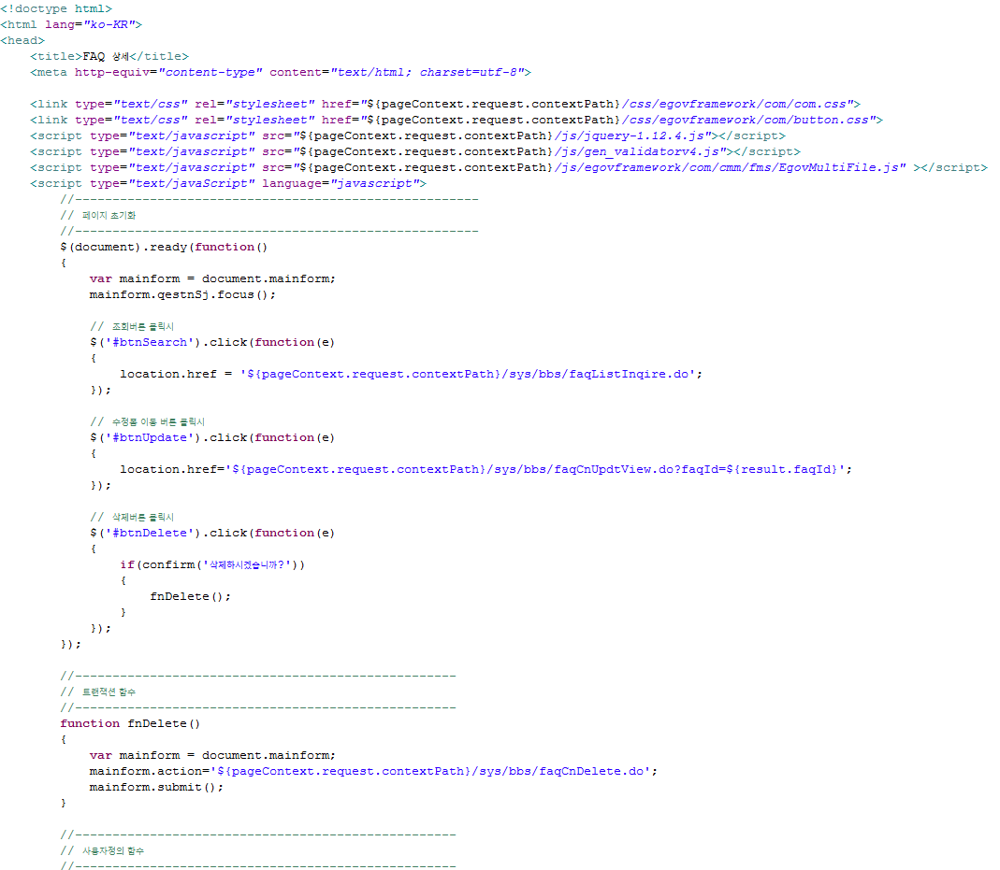 <!doctype html>
<html lang="ko-KR">
<head>
    <title>FAQ 상세</title>
    <meta http-equiv="content-type" content="text/html; charset=utf-8">

    <link type="text/css" rel="stylesheet" href="${pageContext.request.contextPath}/css/egovframework/com/com.css">
    <link type="text/css" rel="stylesheet" href="${pageContext.request.contextPath}/css/egovframework/com/button.css">
    <script type="text/javascript" src="${pageContext.request.contextPath}/js/jquery-1.12.4.js"></script>
    <script type="text/javascript" src="${pageContext.request.contextPath}/js/gen_validatorv4.js"></script>
    <script type="text/javascript" src="${pageContext.request.contextPath}/js/egovframework/com/cmm/fms/EgovMultiFile.js" ></script>
    <script type="text/javaScript" language="javascript">
        //------------------------------------------------------
        // 페이지 초기화
        //------------------------------------------------------
        $(document).ready(function()
        {
            var mainform = document.mainform;
            mainform.qestnSj.focus();

            // 조회버튼 클릭시
            $('#btnSearch').click(function(e)
            {
                location.href = '${pageContext.request.contextPath}/sys/bbs/faqListInqire.do';
            });

            // 수정폼 이동 버튼 클릭시
            $('#btnUpdate').click(function(e)
            {
                location.href='${pageContext.request.contextPath}/sys/bbs/faqCnUpdtView.do?faqId=${result.faqId}';
            });

            // 삭제버튼 클릭시
            $('#btnDelete').click(function(e)
            {
                if(confirm('삭제하시겠습니까?'))
                {
                    fnDelete();
                }
            });
        });

        //---------------------------------------------------
        // 트랜잭션 함수
        //---------------------------------------------------
        function fnDelete()
        {
            var mainform = document.mainform;
            mainform.action='${pageContext.request.contextPath}/sys/bbs/faqCnDelete.do';
            mainform.submit();
        }

        //---------------------------------------------------
        // 사용자정의 함수
        //---------------------------------------------------